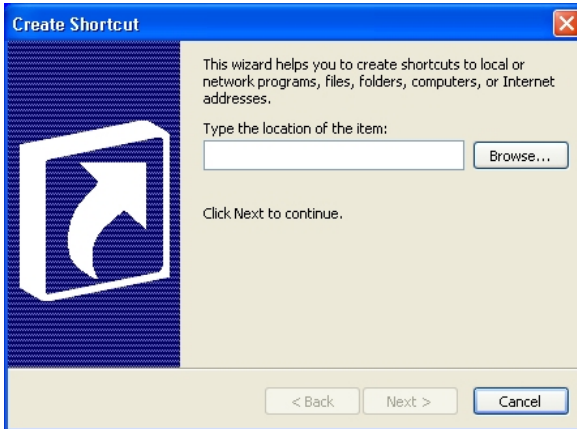 Create Shortcut
This wizard helps you to create shortcuts to local or
network programs, files, folders, computers, or Internet
addresses.
Type the location of the item:
Browse...
Click Next to continue.
< Back
Next >
Cancel